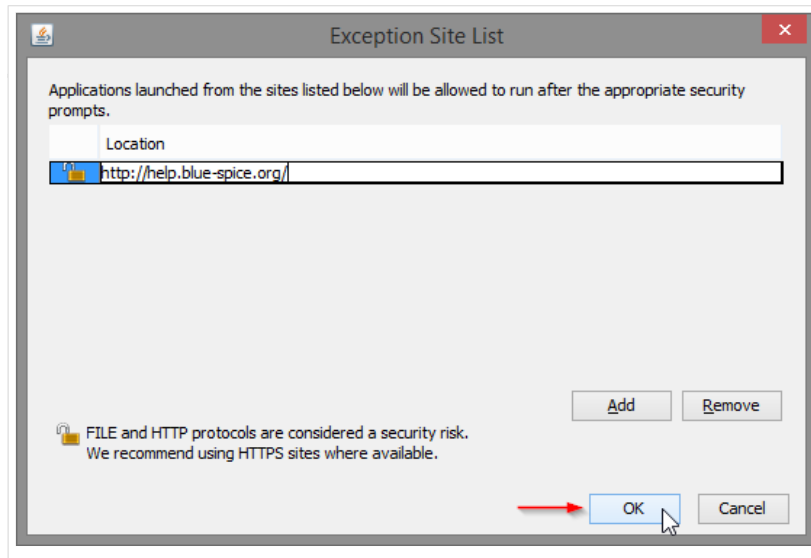 Exception Site List
Applications launched from the sites listed below will be allowed to run after the appropriate security
prompts.
Location
http://help.blue-spice.org/
Add Remove
FILE and HTTP protocols are considered a security risk.
We recommend using HTTPS sites where available.
OK Cancel